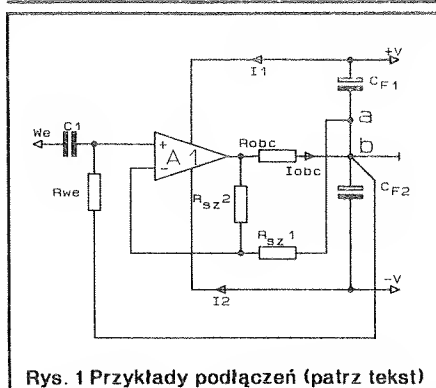 +V
I1
CF1
a
We
C1
+
A1
Robc
b
-
Iobc
Rwe
Rsz2
CF2
Rsz1
-V
I2
Rys. 1 Przykłady podłączeń (patrz tekst)